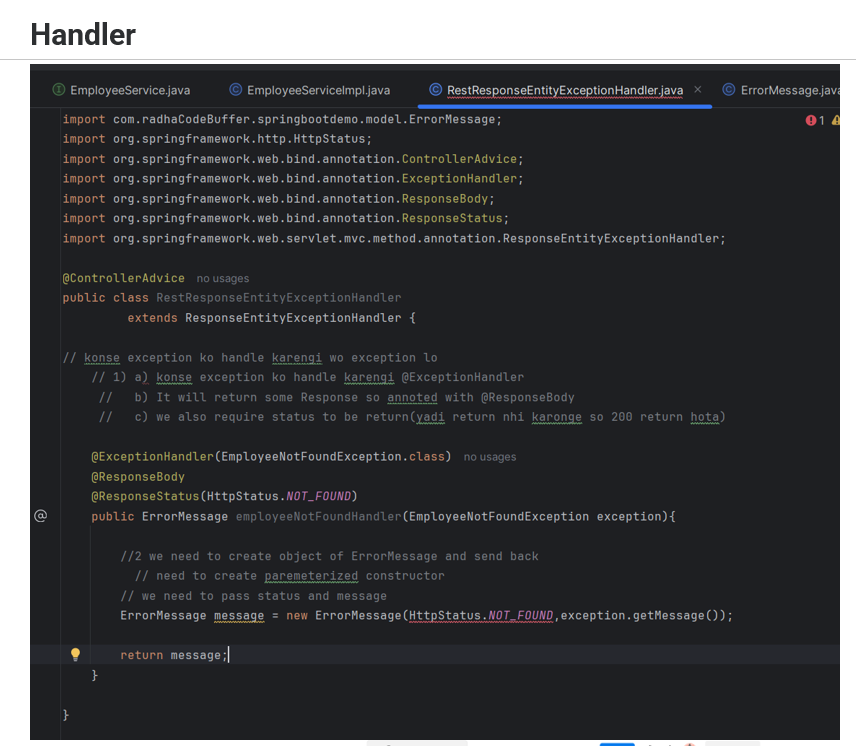 Handler
EmployeeService.java EmployeeServiceImpl.java RestResponseEntityExceptionHandler.java ErrorMessage.java
import com.radhaCodeBuffer.springbootdemo.model.ErrorMessage; 1
import org.springframework.http.HttpStatus;
import org.springframework.web.bind.annotation.ControllerAdvice;
import org.springframework.web.bind.annotation.ExceptionHandler;
import org.springframework.web.bind.annotation.ResponseBody;
import org.springframework.web.bind.annotation.ResponseStatus;
import org.springframework.web.servlet.mvc.method.annotation.ResponseEntityExceptionHandler;
@ControllerAdvice no usages
public class RestResponseEntityExceptionHandler
extends ResponseEntityExceptionHandler {
// konse exception ko handle karengi wo exception lo
// 1) a) konse exception ko handle karengi @ExceptionHandler
// b) It will return some Response so annoted with @ResponseBody
// c) we also require status to be return(yadi return nhi karonge so 200 return hota)
@ExceptionHandler(EmployeeNotFoundException.class) no usages
@ResponseBody
@ResponseStatus(HttpStatus.NOT_FOUND)
public ErrorMessage employeeNotFoundHandler(EmployeeNotFoundException exception){
//2 we need to create object of ErrorMessage and send back
// need to create paremeterized constructor
// we need to pass status and message
ErrorMessage message = new ErrorMessage(HttpStatus.NOT_FOUND,exception.getMessage());
return message;
}
}